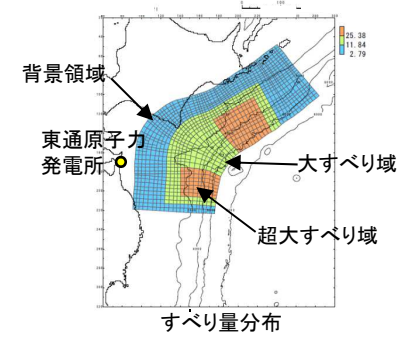 25.38
11.84
2.79
背景領域
東通原子力
発電所
大すべり域
超大すべり域
すべり量分布